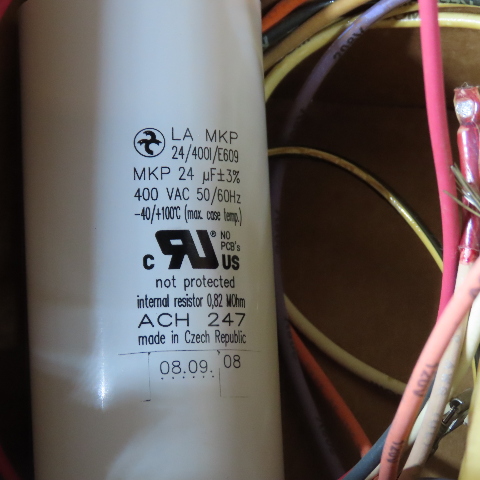 LA MKP
24/400I/E609
MKP 24 µF±3%
400 VAC 50/60Hz
-40/+100°C (max. case temp.)
c RU ® US
NO
PCB's
not protected
internal resistor 0,82 MOhm
ACH 247
made in Czech Republic
08.09. 08